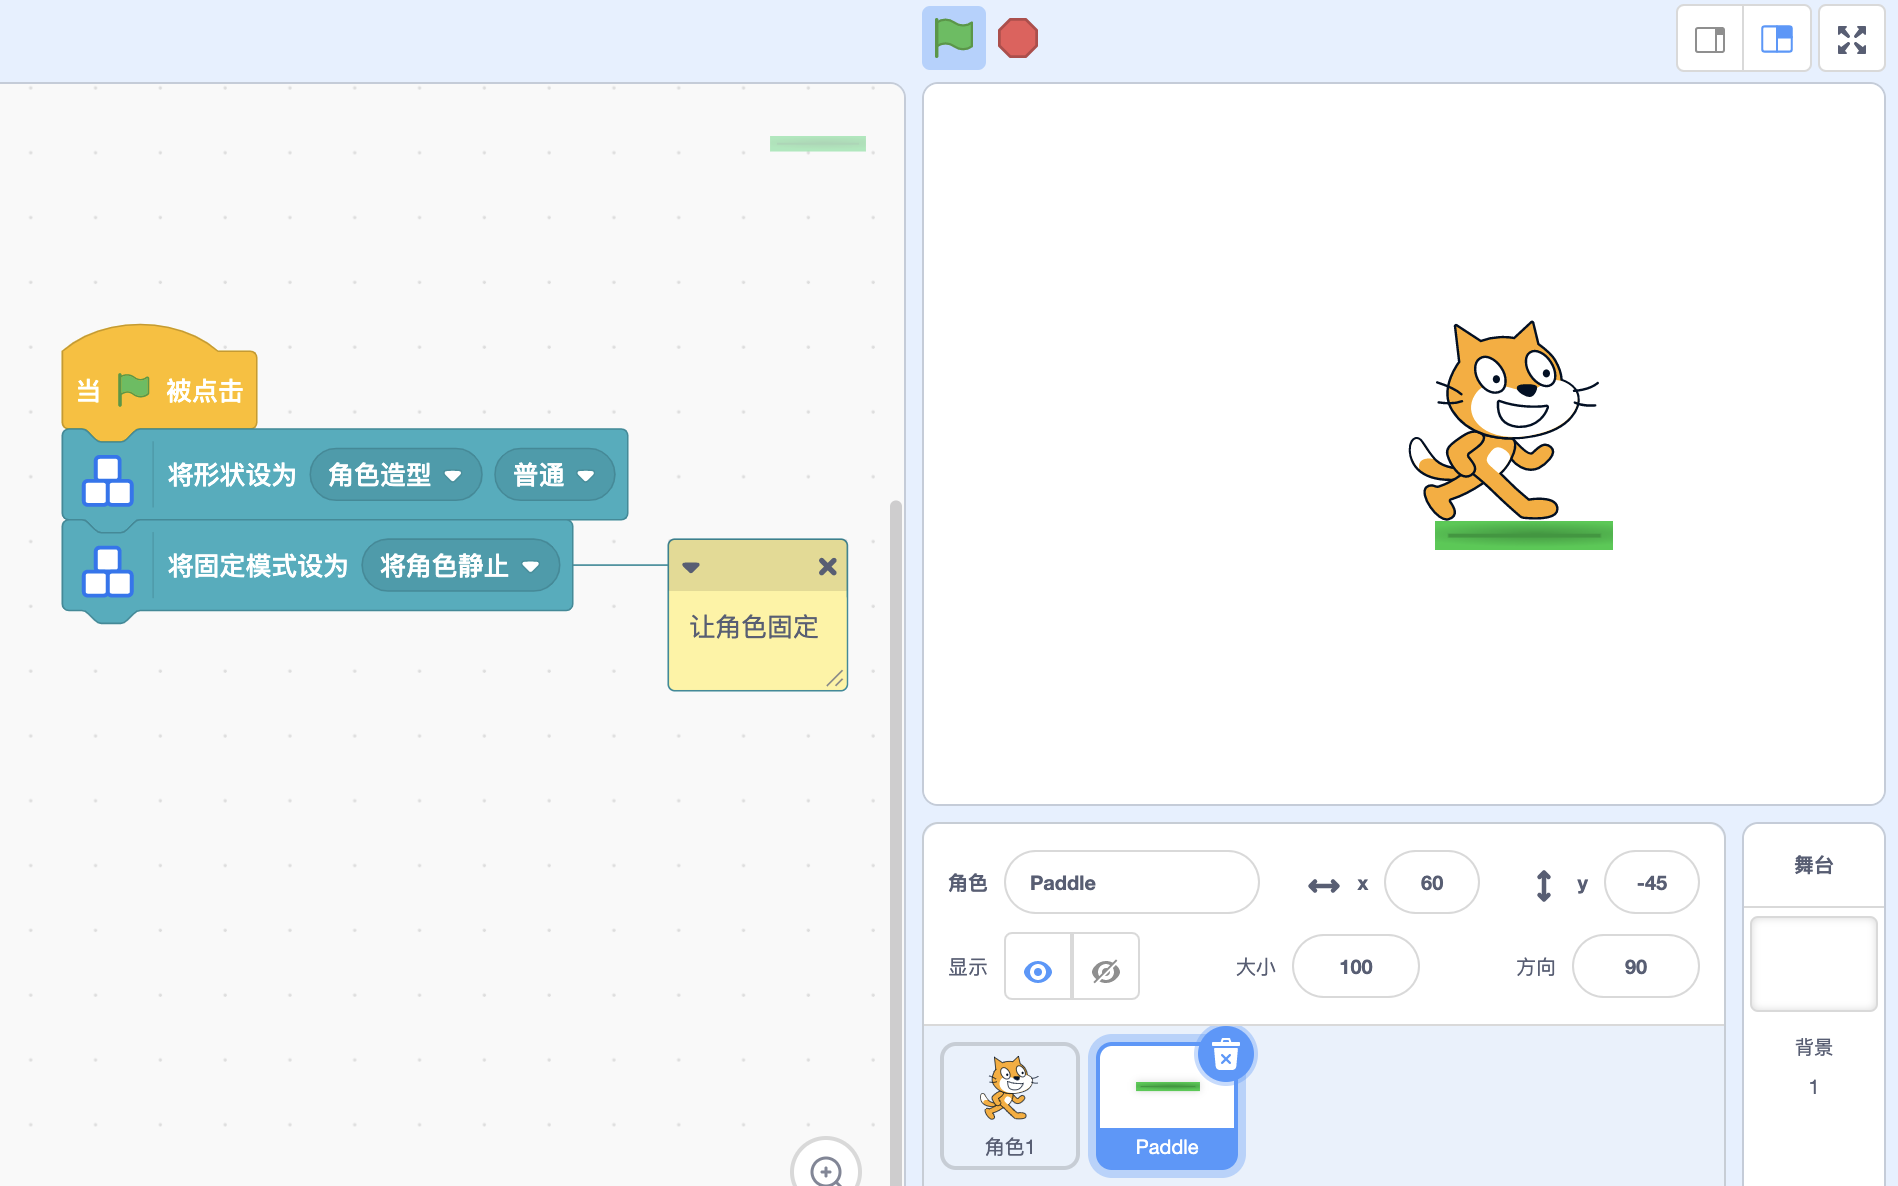 当 被点击
将形状设为 角色造型 普通
将固定模式设为 将角色静止
让角色固定
角色 Paddle x 60 y -45
显示 大小 100 方向 90
角色1
Paddle
舞台
背景
1